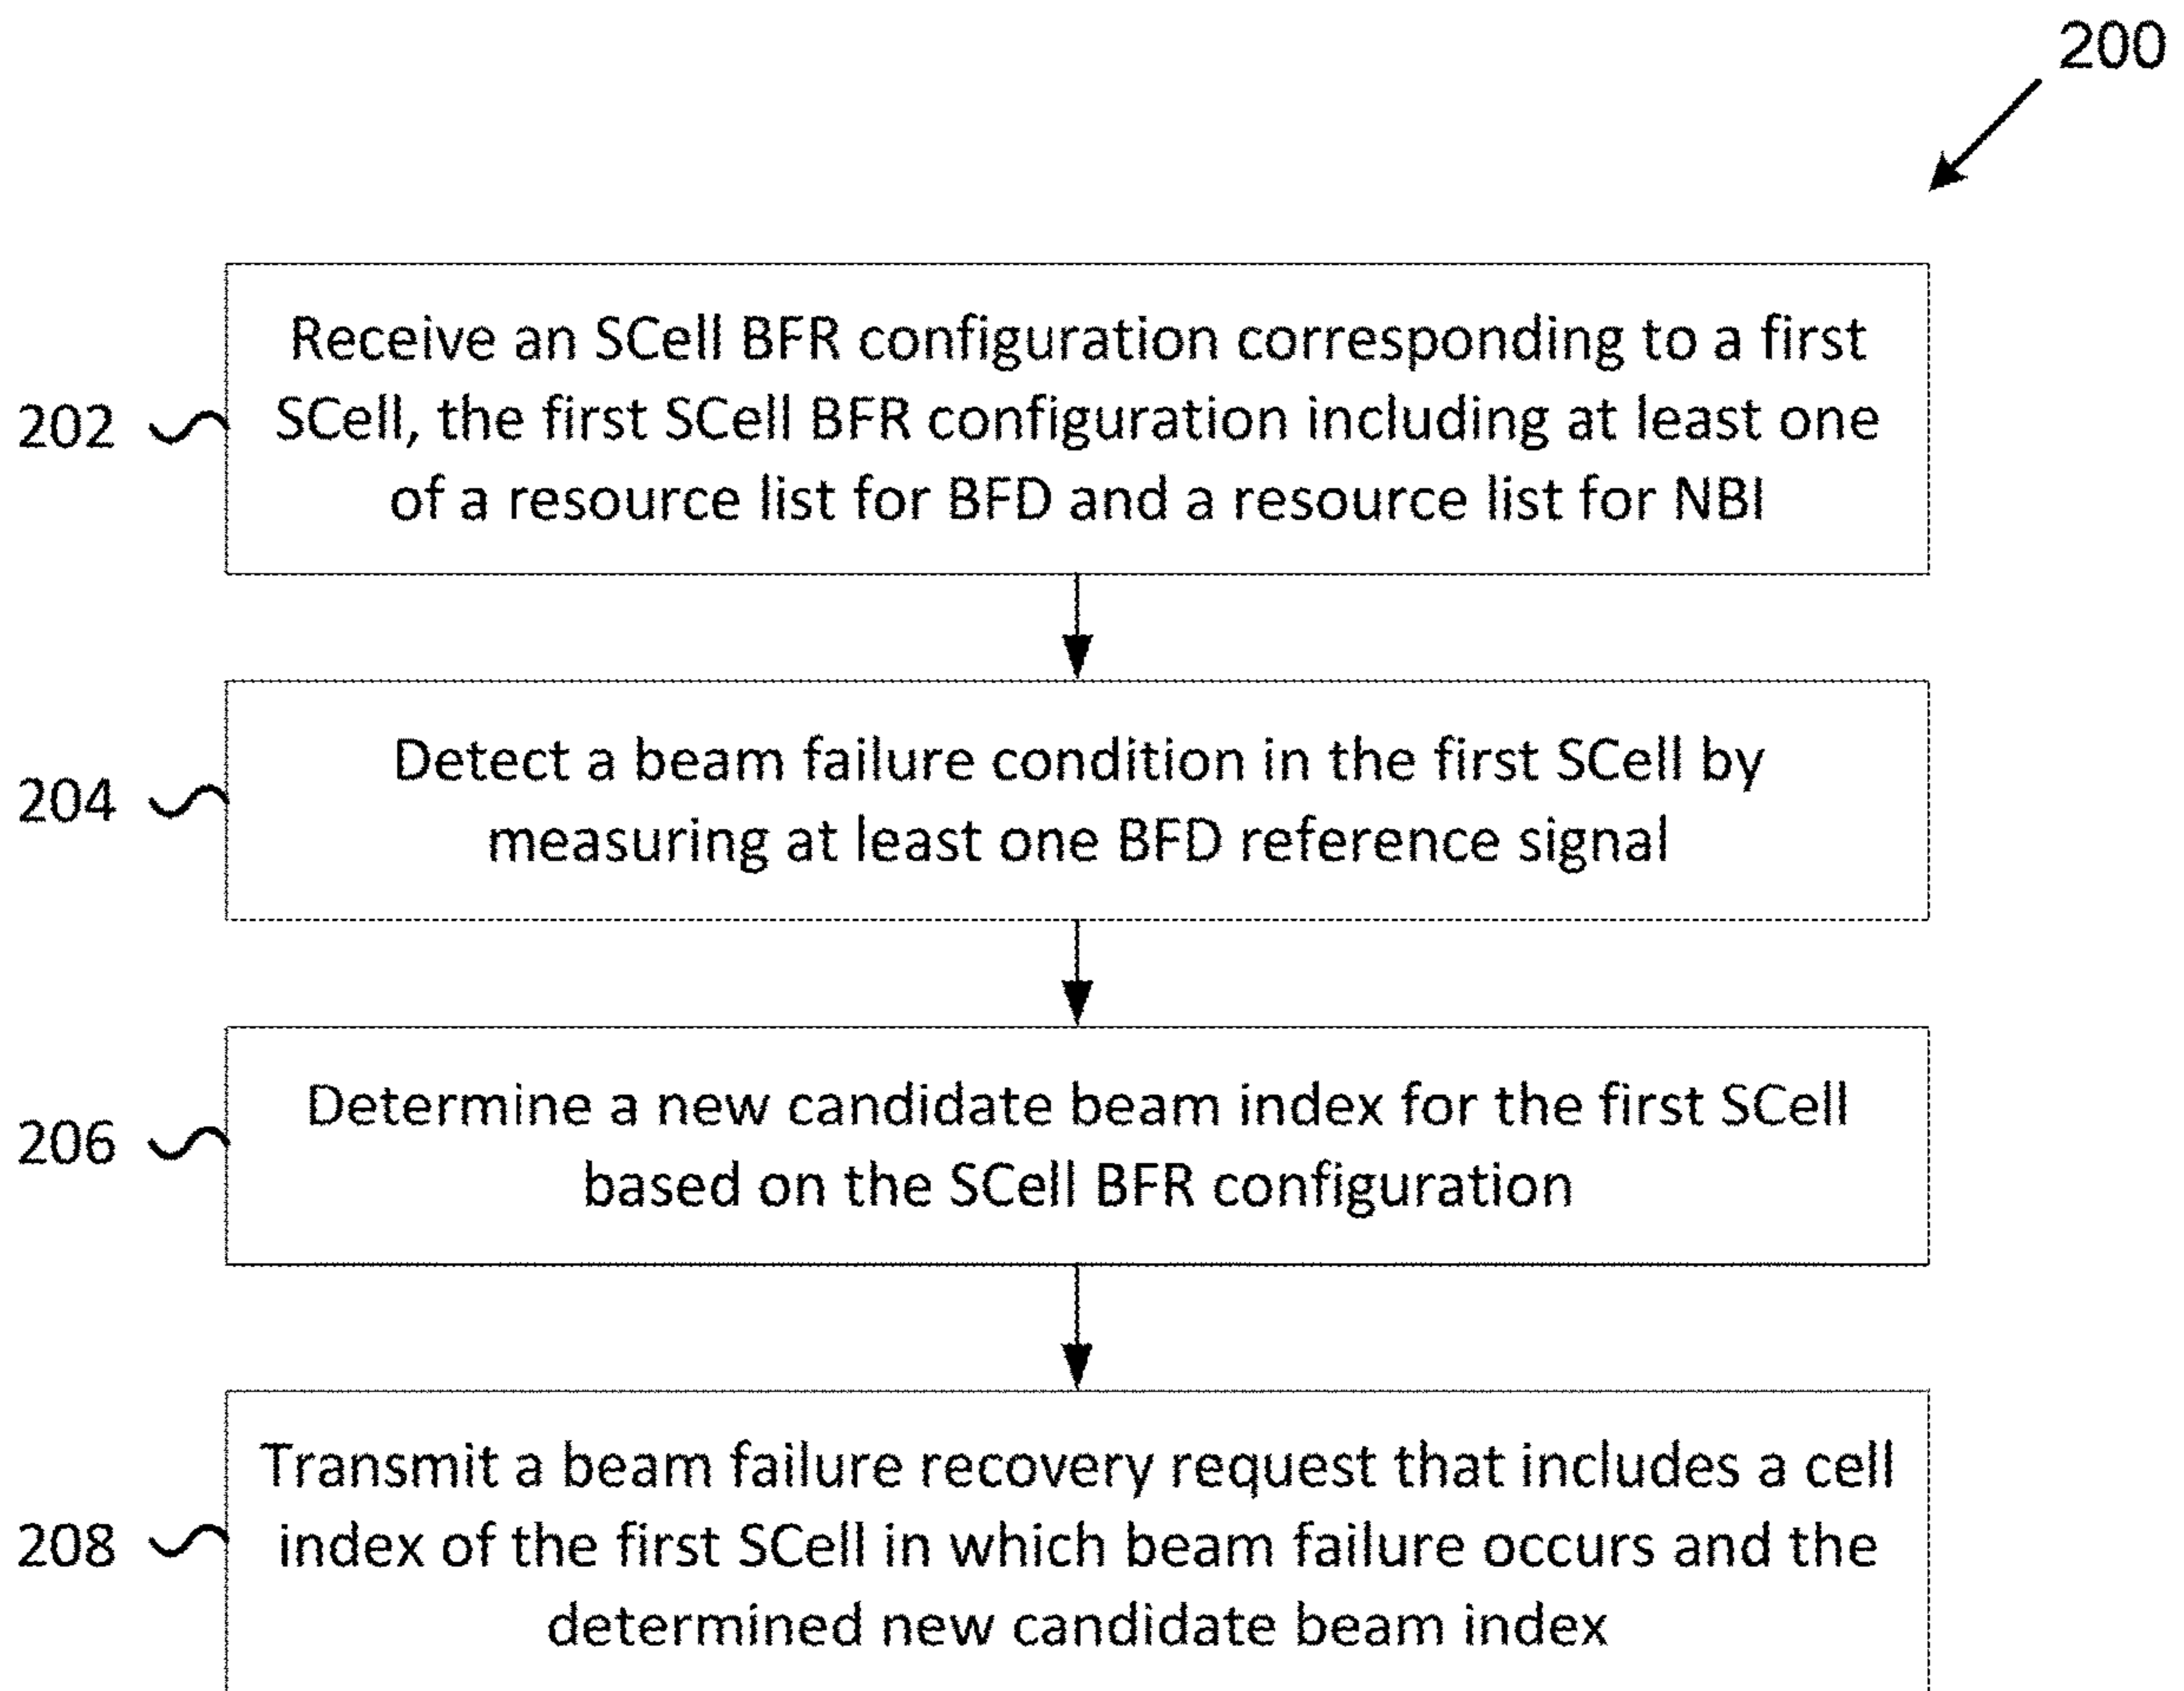 200
Receive an SCell BFR configuration corresponding to a first
202
SCell, the first SCell BFR configuration including at least one
of a resource list for BFD and a resource list for NBI
Detect a beam failure condition in the first SCell by
204
measuring at least one BFD reference signal
Determine a new candidate beam index for the first SCell
206
based on the SCell BFR configuration
Transmit a beam failure recovery request that includes a cell
208
index of the first SCell in which beam failure occurs and the
determined new candidate beam index